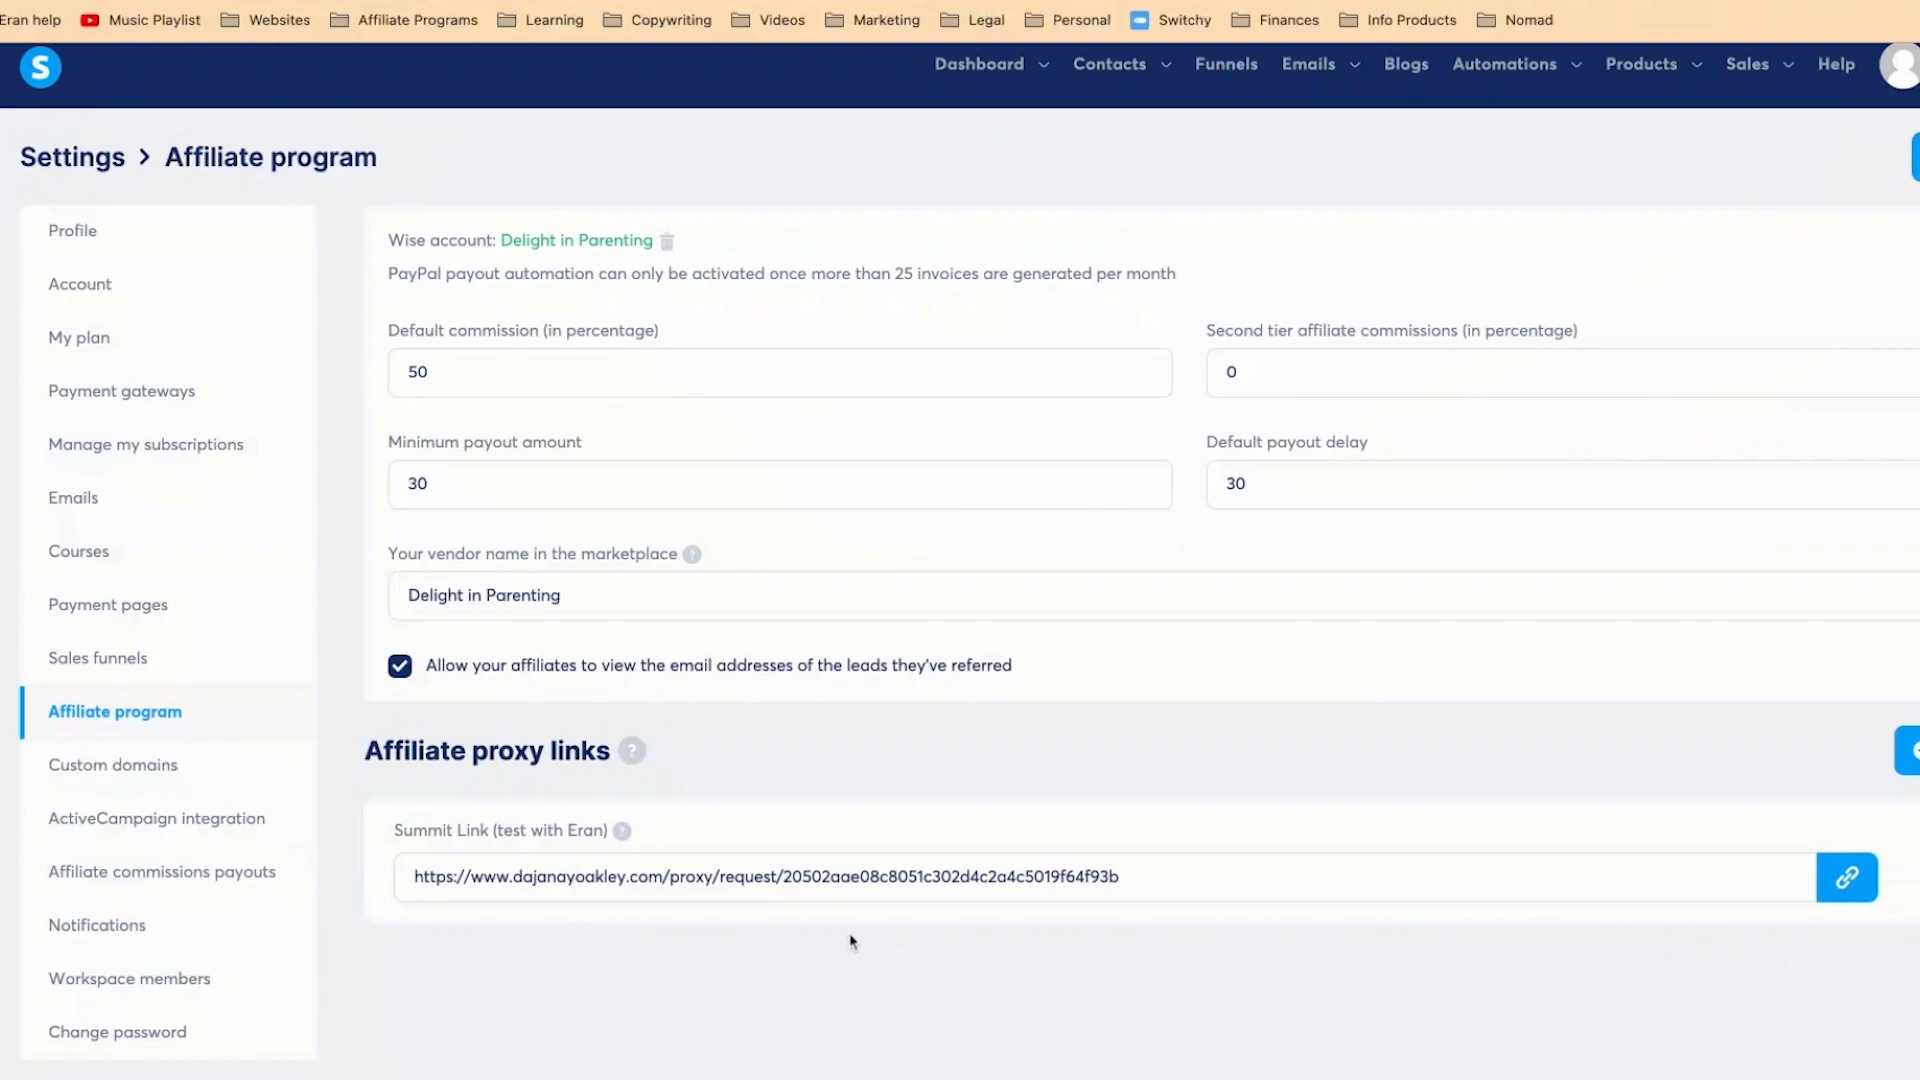 Eran help Music Playlist Websites Affiliate Programs Learning Copywriting Videos Marketing Legal Personal Switchy Finances Info Products Nomad
S Dashboard Contacts Funnels Emails Blogs Automations Products Sales Help
Settings > Affiliate program
Profile
Account
My plan
Payment gateways
Manage my subscriptions
Emails
Courses
Payment pages
Sales funnels
Affiliate program
Custom domains
ActiveCampaign integration
Affiliate commissions payouts
Notifications
Workspace members
Change password
Wise account: Delight in Parenting
PayPal payout automation can only be activated once more than 25 invoices are generated per month
Default commission (in percentage)
50
Second tier affiliate commissions (in percentage)
0
Minimum payout amount
30
Default payout delay
30
Your vendor name in the marketplace ?
Delight in Parenting
Allow your affiliates to view the email addresses of the leads they've referred
Affiliate proxy links ?
Summit Link (test with Eran) ?
https://www.dajanayoakley.com/proxy/request/20502aae08c8051c302d4c2a4c5019f64f93b